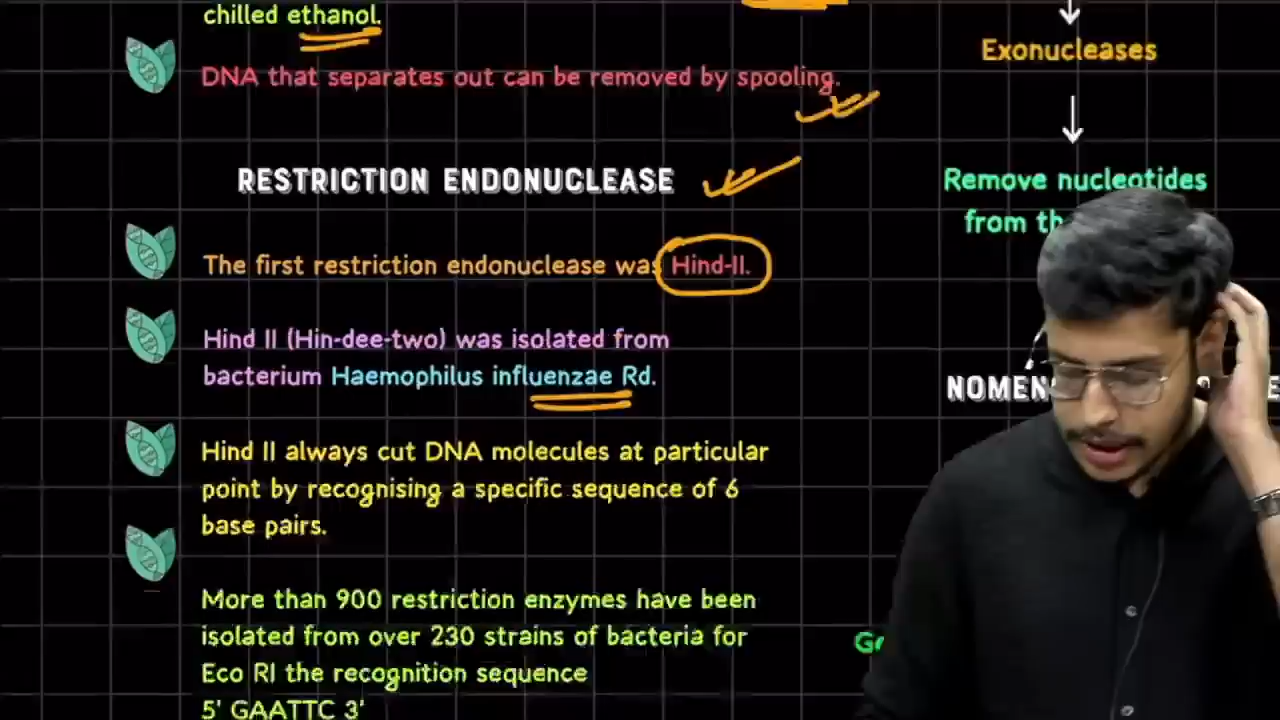 chilled ethanol.
DNA that separates out can be removed by spooling.
RESTRICTION ENDONUCLEASE
The first restriction endonuclease was Hind-II.
Hind II (Hin-dee-two) was isolated from
bacterium Haemophilus influenzae Rd.
Hind II always cut DNA molecules at particular
point by recognising a specific sequence of 6
base pairs.
More than 900 restriction enzymes have been
isolated from over 230 strains of bacteria for
Eco RI the recognition sequence
5' GAATTC 3'
Exonucleases
Remove nucleotides
from